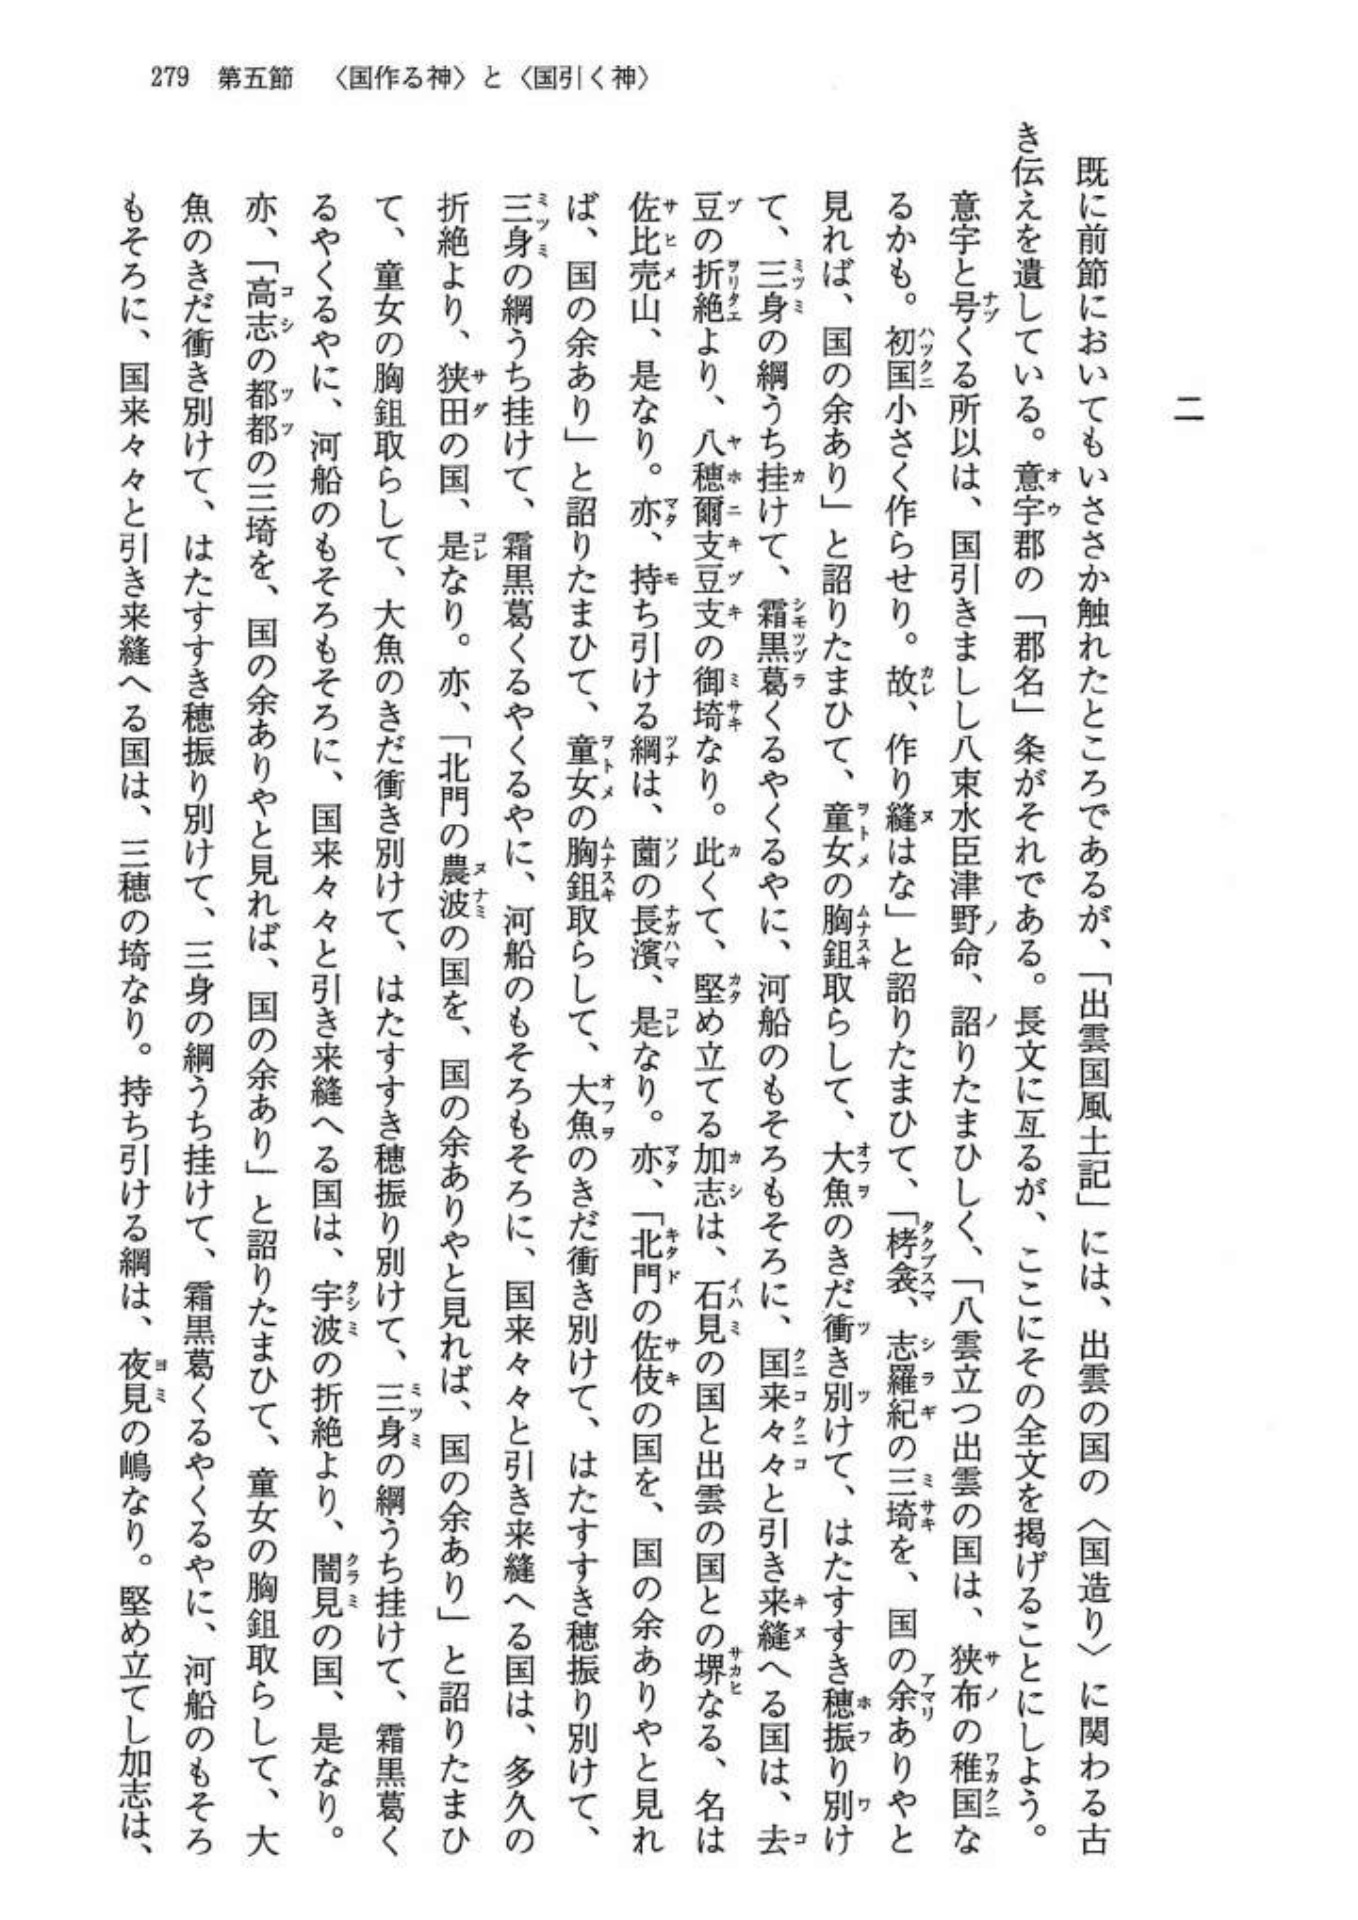 279 第五節 〈国作る神〉と〈国引く神〉
二
既に前節においてもいささか触れたところであるが、「出雲国風土記」には、出雲の国の〈国造り〉に関わる古
き伝えを遺している。意宇郡の「郡名」条がそれである。長文に亙るが、ここにその全文を掲げることにしよう。
意宇と号くる所以は、国引きましし八束水臣津野命、詔りたまひしく、「八雲立つ出雲の国は、狭布の稚国な
るかも。初国小さく作らせり。故、作り縫はな」と詔りたまひて、「栲衾、志羅紀の三埼を、国の余ありやと
見れば、国の余あり」と詔りたまひて、童女の胸鉏取らして、大魚のきだ衝き別けて、はたすすき穂振り別け
て、三身の綱うち挂けて、霜黒葛くるやくるやに、河船のもそろもそろに、国来々々と引き来縫へる国は、去
豆の折絶より、八穂爾支豆支の御埼なり。此くて、堅め立てる加志は、石見の国と出雲の国との堺なる、名は
佐比売山、是なり。亦、持ち引ける綱は、薗の長濱、是なり。亦、「北門の佐伎の国を、国の余ありやと見れ
ば、国の余あり」と詔りたまひて、童女の胸鉏取らして、大魚のきだ衝き別けて、はたすすき穂振り別けて、
三身の綱うち挂けて、霜黒葛くるやくるやに、河船のもそろもそろに、国来々々と引き来縫へる国は、多久の
折絶より、狭田の国、是なり。亦、「北門の農波の国を、国の余ありやと見れば、国の余あり」と詔りたまひ
て、童女の胸鉏取らして、大魚のきだ衝き別けて、はたすすき穂振り別けて、三身の綱うち挂けて、霜黒葛く
るやくるやに、河船のもそろもそろに、国来々々と引き来縫へる国は、宇波の折絶より、闇見の国、是なり。
亦、「高志の都都の三埼を、国の余ありやと見れば、国の余あり」と詔りたまひて、童女の胸鉏取らして、大
魚のきだ衝き別けて、はたすすき穂振り別けて、三身の綱うち挂けて、霜黒葛くるやくるやに、河船のもそろ
もそろに、国来々々と引き来縫へる国は、三穂の埼なり。持ち引ける綱は、夜見の嶋なり。堅め立てし加志は、